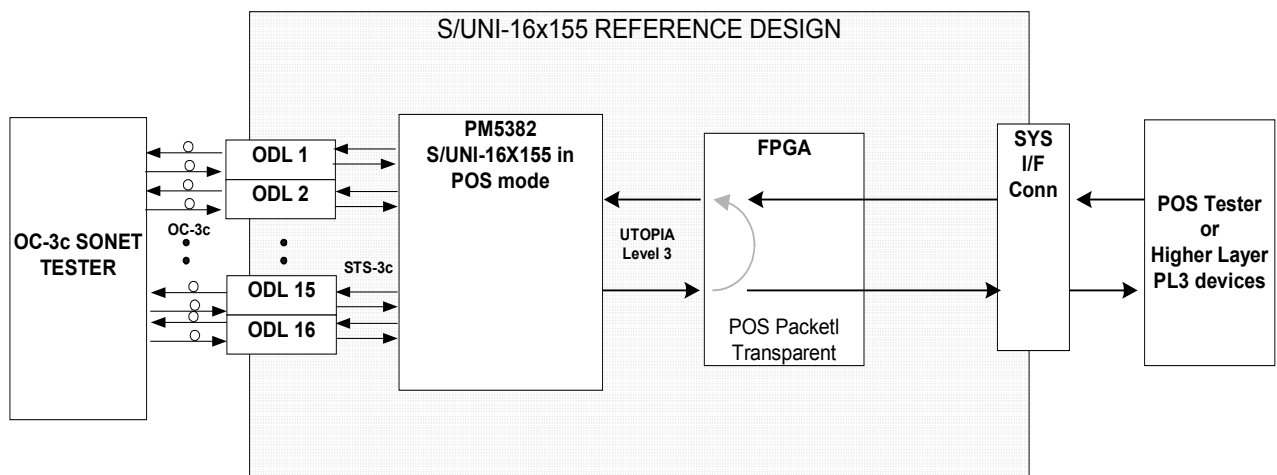 S/UNI-16x155 REFERENCE DESIGN
OC-3c SONET
TESTER
OC-3c
ODL 1
ODL 2
ODL 15
ODL 16
STS-3c
PM5382
S/UNI-16X155 in
POS mode
UTOPIA
Level 3
FPGA
POS Packetl
Transparent
SYS
I/F
Conn
POS Tester
or
Higher Layer
PL3 devices